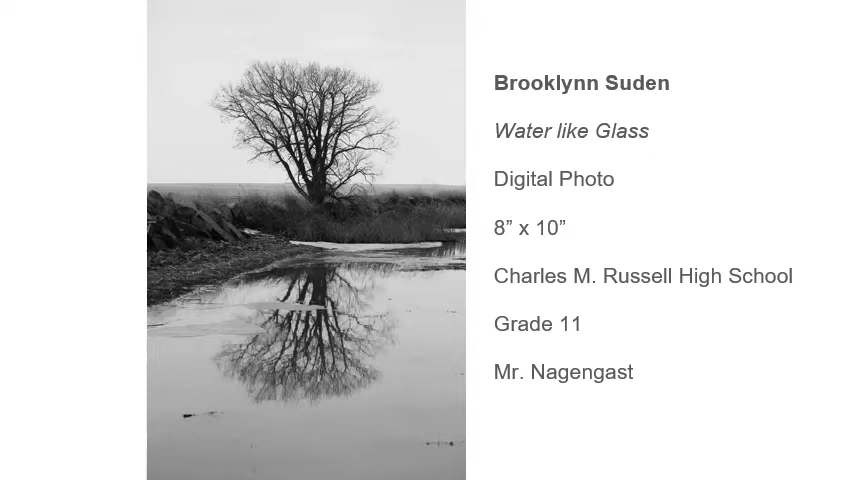 Brooklynn Suden
Water like Glass
Digital Photo
8” x 10”
Charles M. Russell High School
Grade 11
Mr. Nagengast